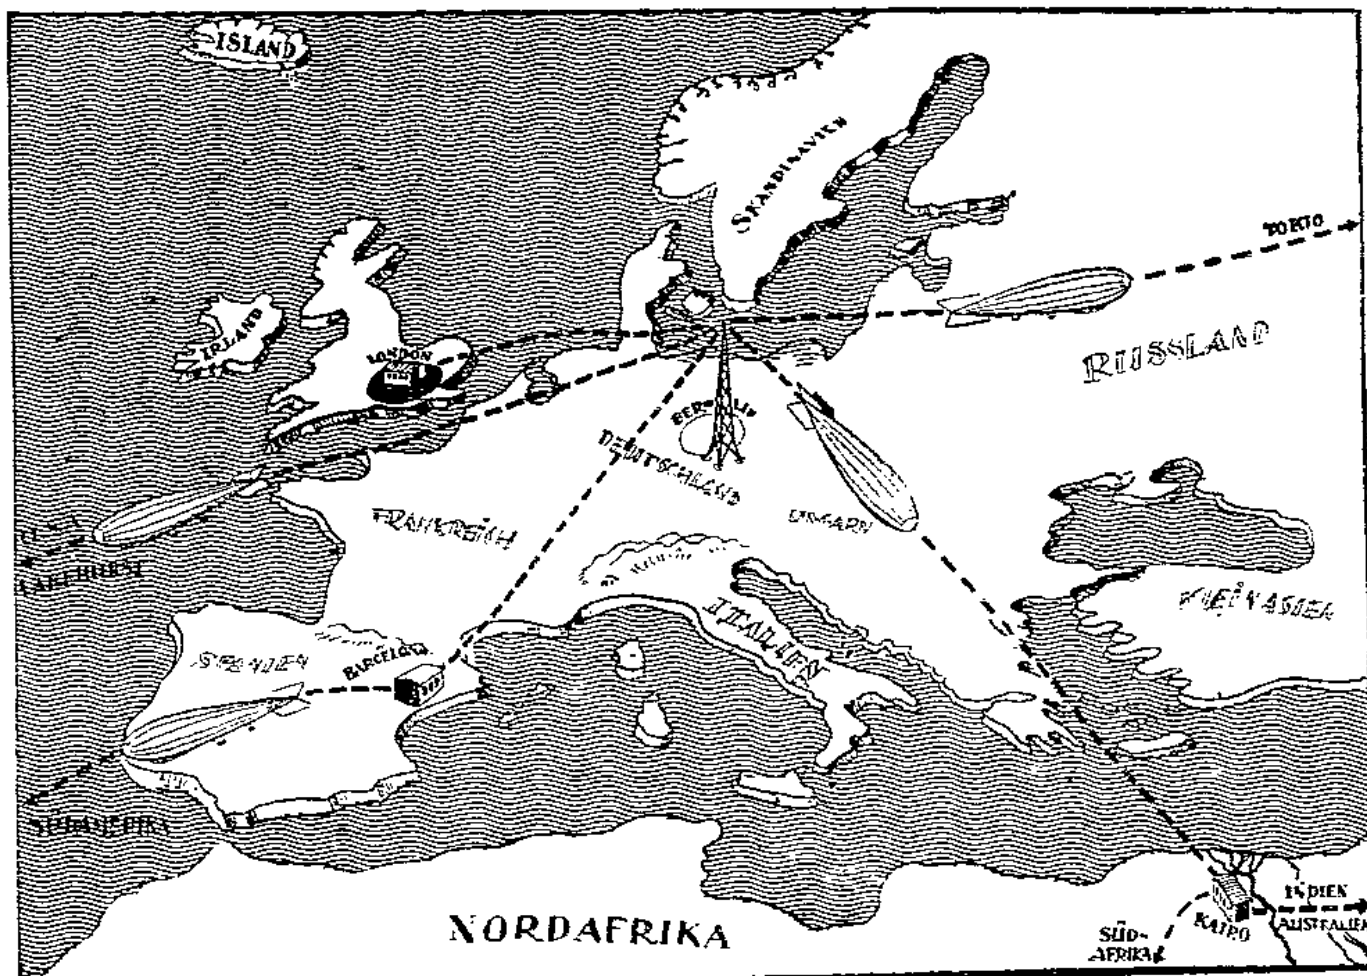 ISLAND
SKANDINAVIEN
TOKIO
IRLAND
LONDON
RUSSLAND
BERLIN
DEUTSCHLAND
FRANKREICH
UNGARN
LAKEHURST
KLEINASIEN
ITALIEN
SPANIEN
BARCELONA
SÜDAMERIKA
NORDAFRIKA
KAIRO
INDIEN
AUSTRALIEN
SÜD-
AFRIKA